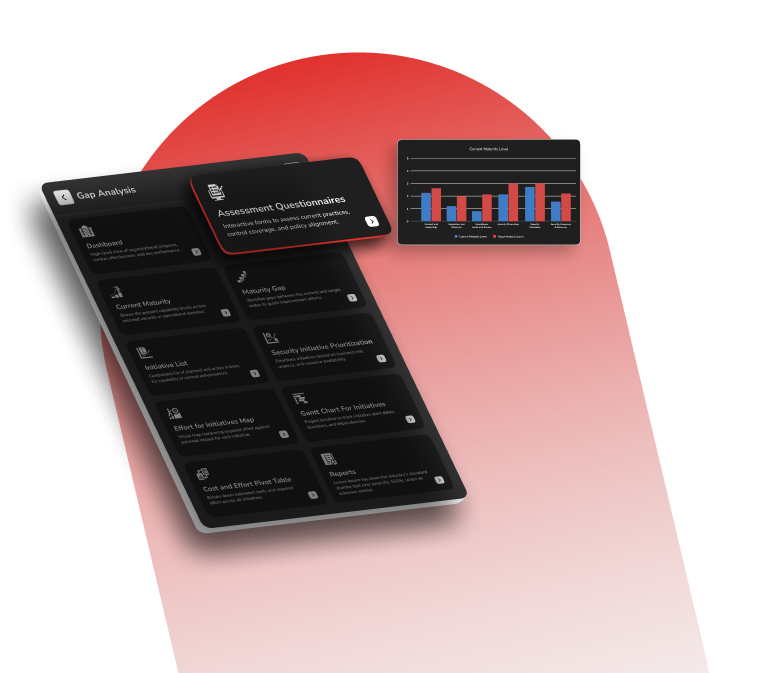 Gap Analysis
Assessment Questionnaires
Interactive forms to assess current practices,
control coverage, and policy alignment.
Current Maturity Level
Dashboard
High-level view of organizational progress,
control effectiveness, and risk performance.
Current Maturity
Shows the present capability levels across
assessed security or operational domains.
Maturity Gap
Identifies gaps between the current and target
states to guide improvement efforts.
Initiative List
Centralized list of planned and active actions
for capability or control enhancement.
Security Initiative Prioritization
Prioritizes initiatives based on business risk,
urgency, and resource availability.
Effort for Initiatives Map
Visual map comparing required effort against
potential impact for each initiative.
Gantt Chart For Initiatives
Project timeline to track initiative start dates,
durations, and dependencies.
Cost and Effort Pivot Table
Breaks down estimated costs and required
effort across all initiatives.
Reports
Lorem Ipsum has been the industry's standard
dummy text ever since the 1500s, when an
unknown printer
Current Maturity Level
Target Maturity Level